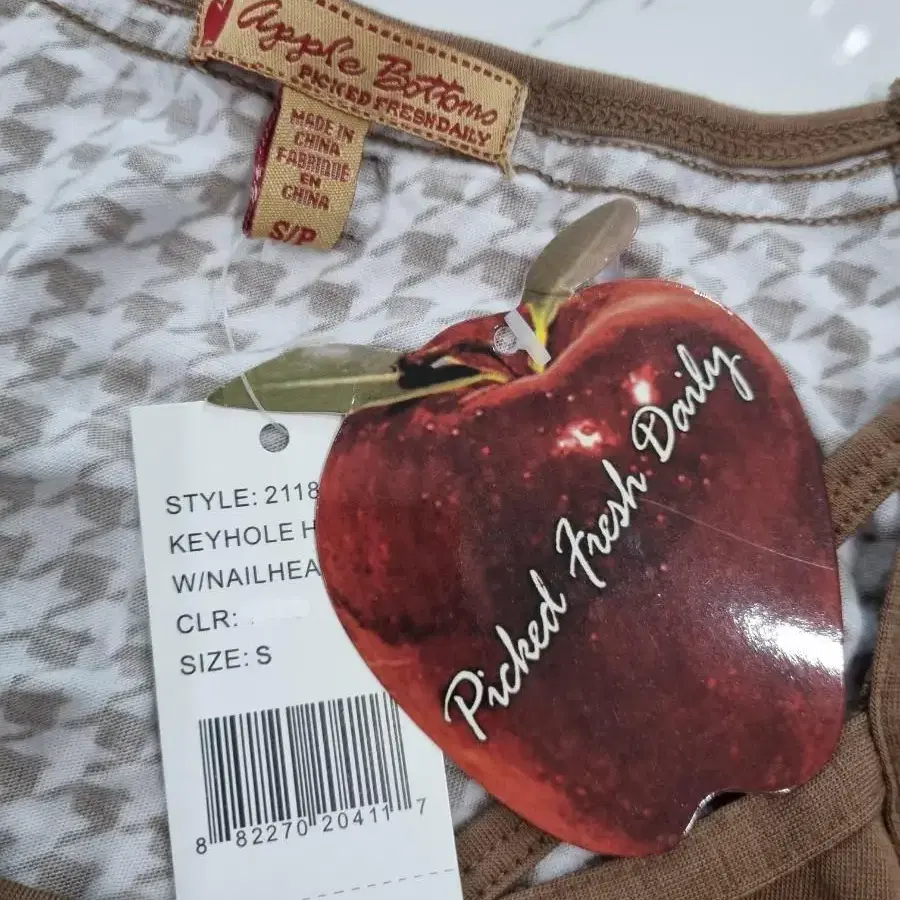 Apple Bottoms
PICKED FRESH DAILY
MADE IN
CHINA
FABRIQUE
EN
CHINA
S/P
Picked Fresh Daily
STYLE: 2118
KEYHOLE H
W/NAILHEA
CLR:
SIZE: S
8 82270 20411 7